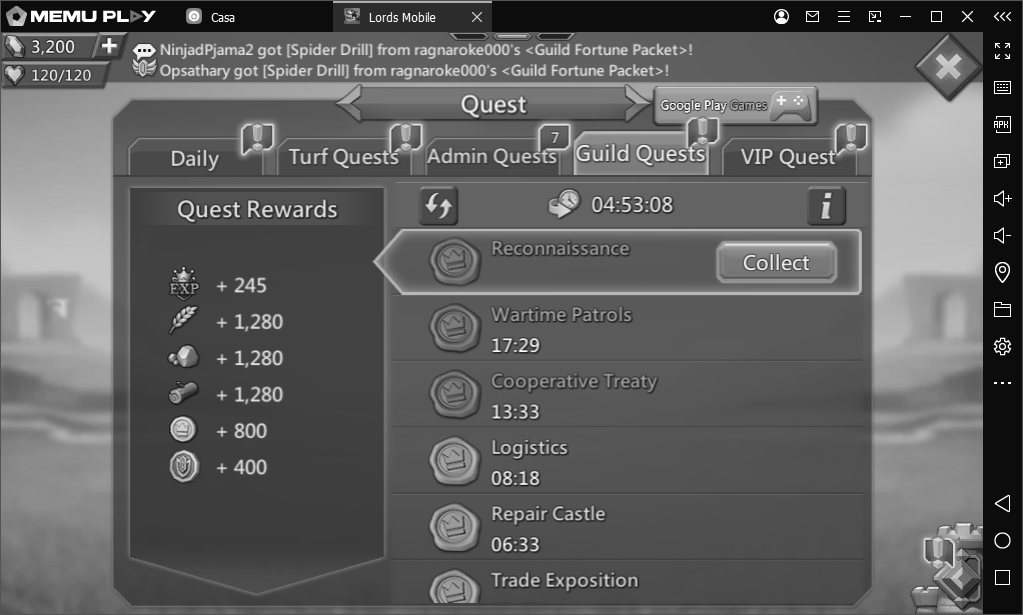 MEMU PLAY
Casa
Lords Mobile
3,200
120/120
NinjadPjama2 got [Spider Drill] from ragnaroke000's <Guild Fortune Packet>!
Opsathary got [Spider Drill] from ragnaroke000's <Guild Fortune Packet>!
Quest
Google Play Games
Daily
Turf Quests
Admin Quests
7
Guild Quests
VIP Quest
Quest Rewards
EXP + 245
+ 1,280
+ 1,280
+ 1,280
+ 800
+ 400
04:53:08
i
Reconnaissance
Collect
Wartime Patrols
17:29
Cooperative Treaty
13:33
Logistics
08:18
Repair Castle
06:33
Trade Exposition
APK